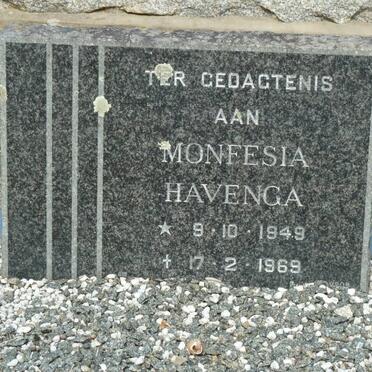 TER GEDAGTENIS
AAN
MONFESIA
HAVENGA
★ 9·10·1949
✝ 17·2·1969